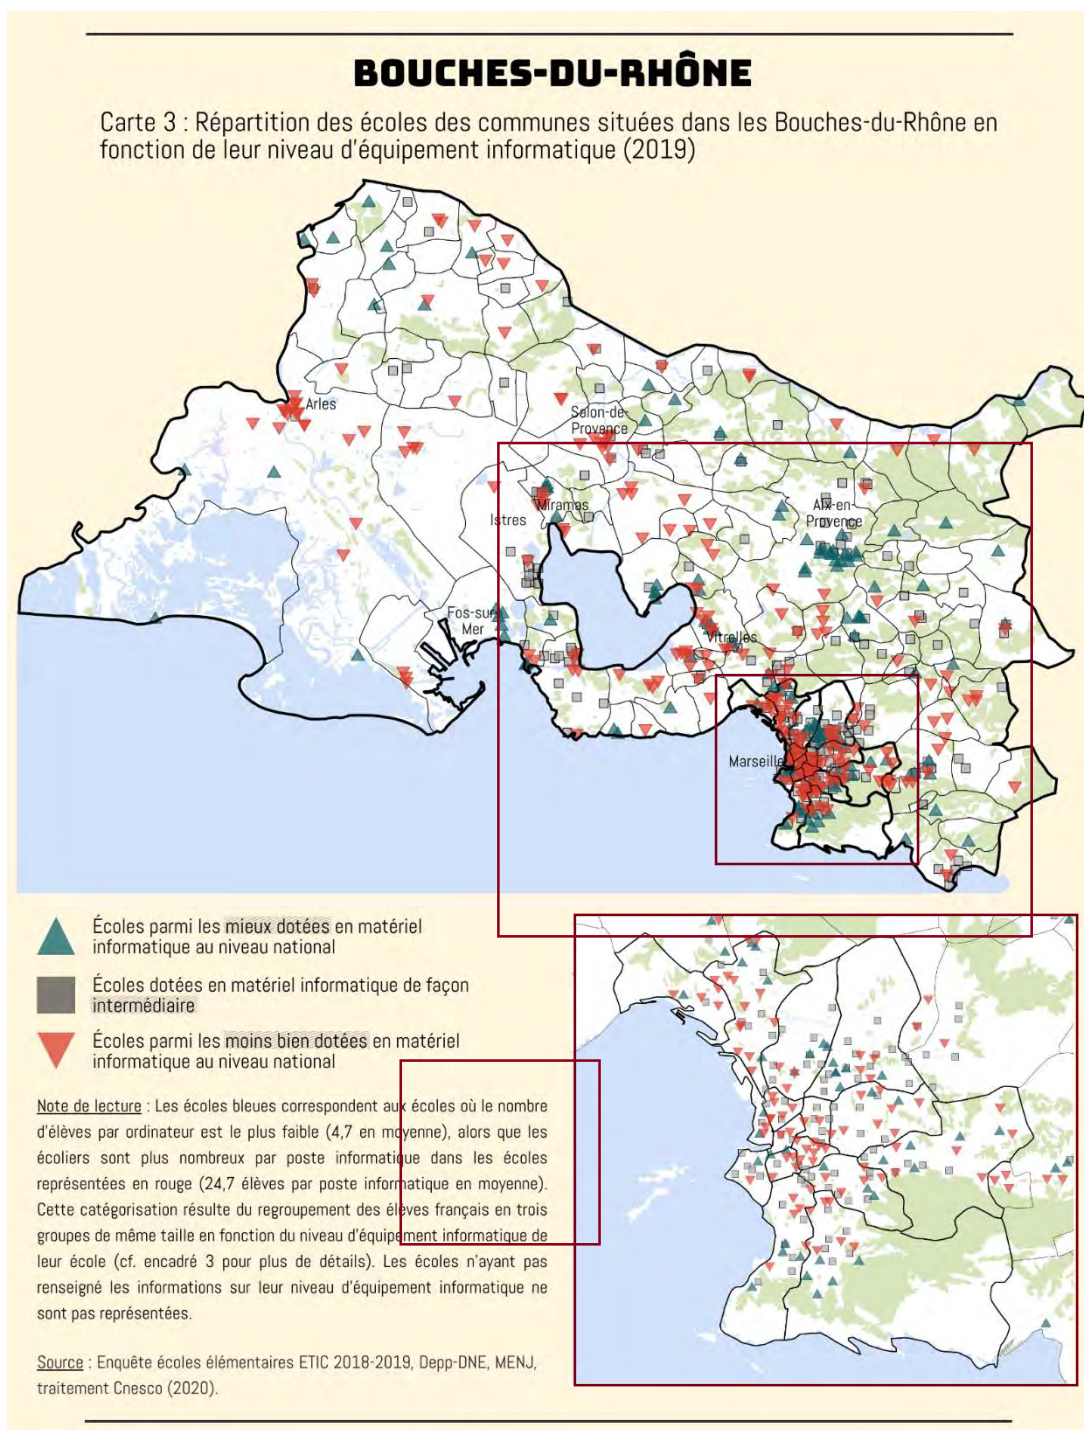 BOUCHES-DU-RHÔNE
Carte 3 : Répartition des écoles des communes situées dans les Bouches-du-Rhône en
fonction de leur niveau d'équipement informatique (2019)
Arles
Salon-de-
Provence
Miramas
Istres
Aix-en-
Provence
Fos-sur-
Mer
Vitrolles
Marseille
Écoles parmi les mieux dotées en matériel
informatique au niveau national
Écoles dotées en matériel informatique de façon
intermédiaire
Écoles parmi les moins bien dotées en matériel
informatique au niveau national
Note de lecture : Les écoles bleues correspondent aux écoles où le nombre
d'élèves par ordinateur est le plus faible (4,7 en moyenne), alors que les
écoliers sont plus nombreux par poste informatique dans les écoles
représentées en rouge (24,7 élèves par poste informatique en moyenne).
Cette catégorisation résulte du regroupement des élèves français en trois
groupes de même taille en fonction du niveau d'équipement informatique de
leur école (cf. encadré 3 pour plus de détails). Les écoles n'ayant pas
renseigné les informations sur leur niveau d'équipement informatique ne
sont pas représentées.
Source : Enquête écoles élémentaires ETIC 2018-2019, Depp-DNE, MENJ,
traitement Cnesco (2020).